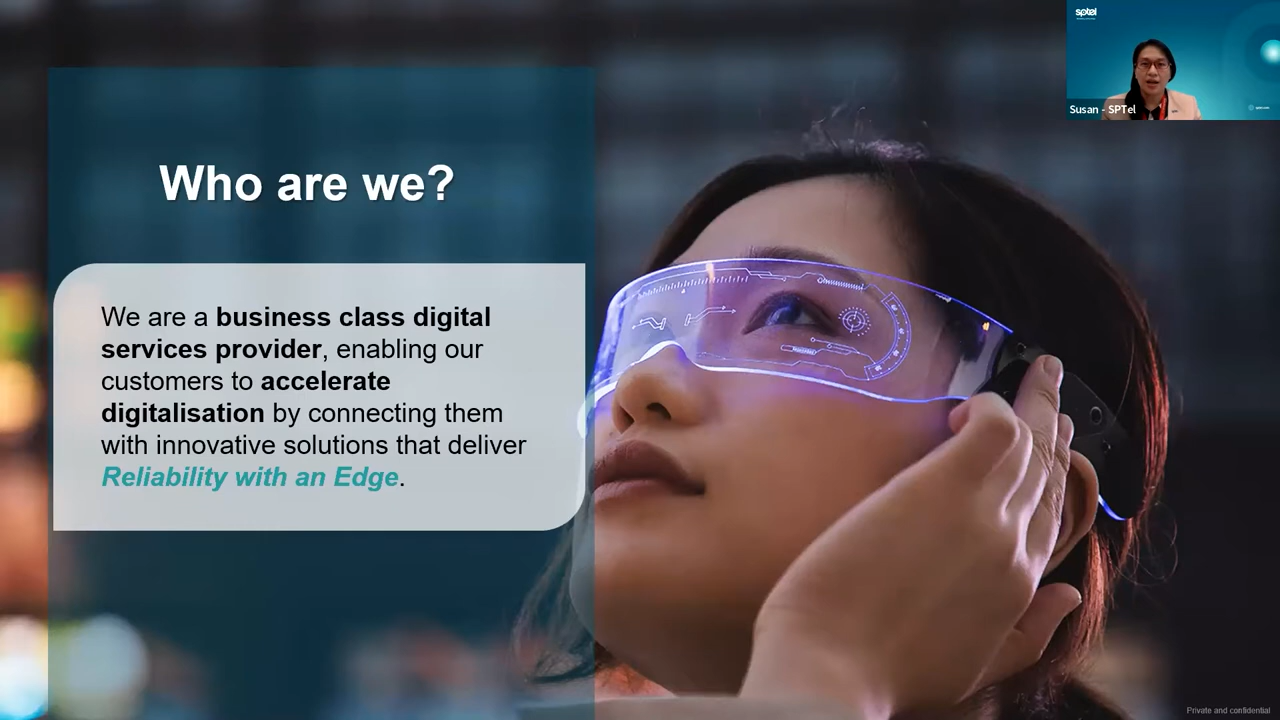 sptel
Susan - SPTel
Who are we?
We are a business class digital
services provider, enabling our
customers to accelerate
digitalisation by connecting them
with innovative solutions that deliver
Reliability with an Edge.
Private and confidential